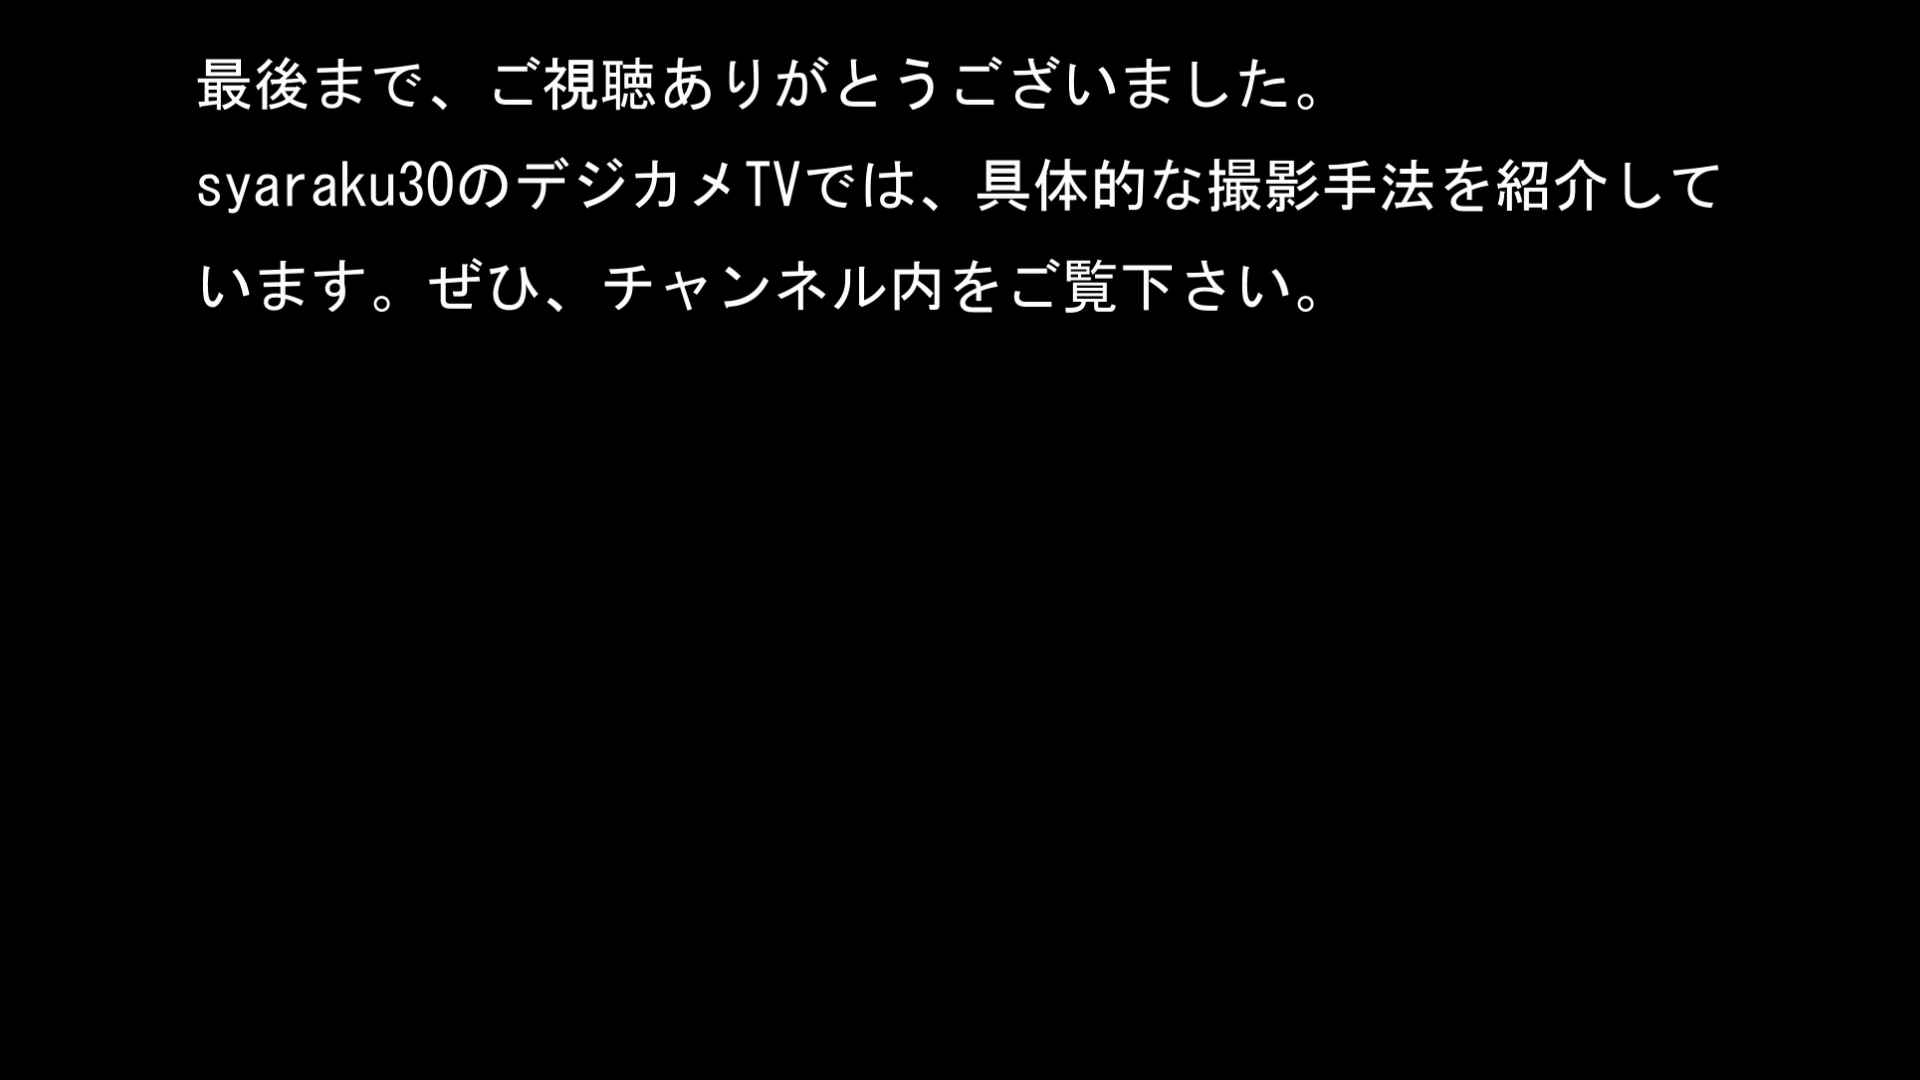 最後まで、ご視聴ありがとうございました。
syaraku30のデジカメTVでは、具体的な撮影手法を紹介して
います。ぜひ、チャンネル内をご覧下さい。